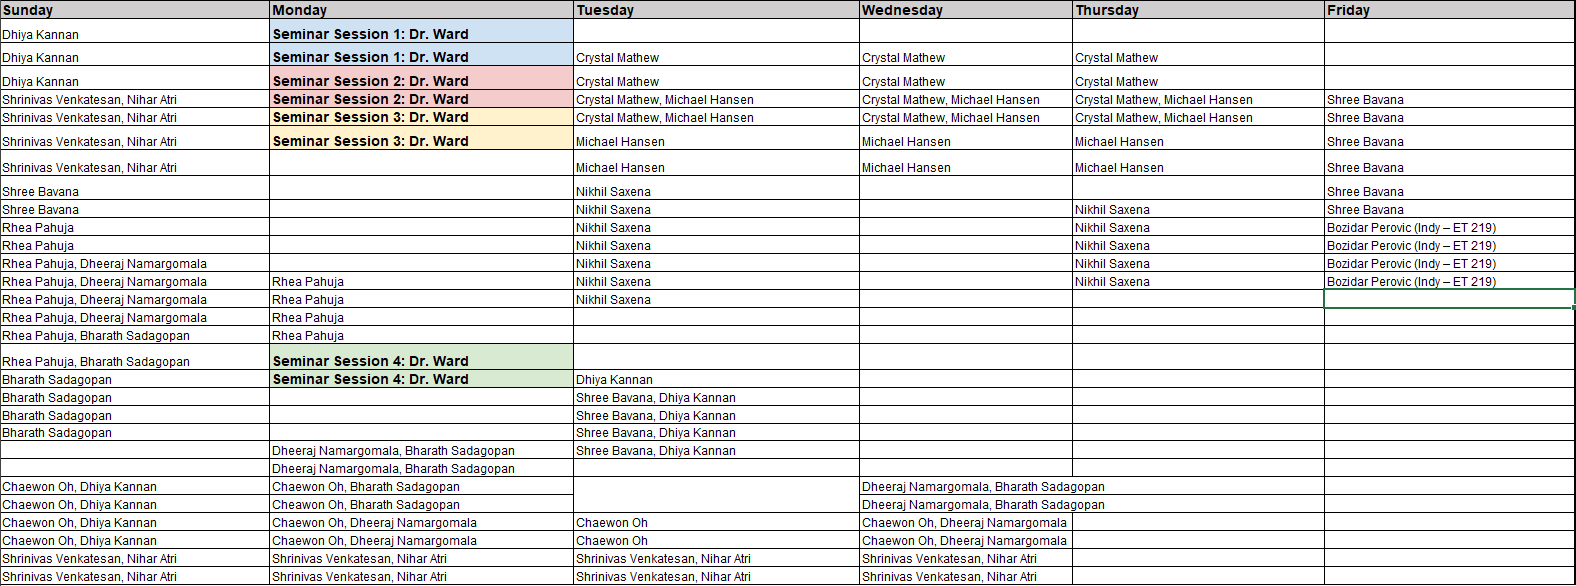 Sunday Monday Tuesday Wednesday Thursday Friday
Dhiya Kannan Seminar Session 1: Dr. Ward
Dhiya Kannan Seminar Session 1: Dr. Ward Crystal Mathew Crystal Mathew Crystal Mathew
Dhiya Kannan Seminar Session 2: Dr. Ward Crystal Mathew Crystal Mathew Crystal Mathew
Shrinivas Venkatesan, Nihar Atri Seminar Session 2: Dr. Ward Crystal Mathew, Michael Hansen Crystal Mathew, Michael Hansen Crystal Mathew, Michael Hansen Shree Bavana
Shrinivas Venkatesan, Nihar Atri Seminar Session 3: Dr. Ward Crystal Mathew, Michael Hansen Crystal Mathew, Michael Hansen Crystal Mathew, Michael Hansen Shree Bavana
Shrinivas Venkatesan, Nihar Atri Seminar Session 3: Dr. Ward Michael Hansen Michael Hansen Michael Hansen Shree Bavana
Shrinivas Venkatesan, Nihar Atri Michael Hansen Michael Hansen Michael Hansen Shree Bavana
Shree Bavana Nikhil Saxena Shree Bavana
Shree Bavana Nikhil Saxena Nikhil Saxena Shree Bavana
Rhea Pahuja Nikhil Saxena Nikhil Saxena Bozidar Perovic (Indy – ET 219)
Rhea Pahuja Nikhil Saxena Nikhil Saxena Bozidar Perovic (Indy – ET 219)
Rhea Pahuja, Dheeraj Namargomala Nikhil Saxena Nikhil Saxena Bozidar Perovic (Indy – ET 219)
Rhea Pahuja, Dheeraj Namargomala Rhea Pahuja Nikhil Saxena Nikhil Saxena Bozidar Perovic (Indy – ET 219)
Rhea Pahuja, Dheeraj Namargomala Rhea Pahuja Nikhil Saxena
Rhea Pahuja, Dheeraj Namargomala Rhea Pahuja
Rhea Pahuja, Bharath Sadagopan Rhea Pahuja
Rhea Pahuja, Bharath Sadagopan Seminar Session 4: Dr. Ward
Bharath Sadagopan Seminar Session 4: Dr. Ward Dhiya Kannan
Bharath Sadagopan Shree Bavana, Dhiya Kannan
Bharath Sadagopan Shree Bavana, Dhiya Kannan
Bharath Sadagopan Shree Bavana, Dhiya Kannan
Dheeraj Namargomala, Bharath Sadagopan Shree Bavana, Dhiya Kannan
Dheeraj Namargomala, Bharath Sadagopan
Chaewon Oh, Dhiya Kannan Chaewon Oh, Bharath Sadagopan Dheeraj Namargomala, Bharath Sadagopan
Chaewon Oh, Dhiya Kannan Cheawon Oh, Bharath Sadagopan Dheeraj Namargomala, Bharath Sadagopan
Chaewon Oh, Dhiya Kannan Chaewon Oh, Dheeraj Namargomala Chaewon Oh Chaewon Oh, Dheeraj Namargomala
Chaewon Oh, Dhiya Kannan Chaewon Oh, Dheeraj Namargomala Chaewon Oh Chaewon Oh, Dheeraj Namargomala
Shrinivas Venkatesan, Nihar Atri Shrinivas Venkatesan, Nihar Atri Shrinivas Venkatesan, Nihar Atri Shrinivas Venkatesan, Nihar Atri
Shrinivas Venkatesan, Nihar Atri Shrinivas Venkatesan, Nihar Atri Shrinivas Venkatesan, Nihar Atri Shrinivas Venkatesan, Nihar Atri